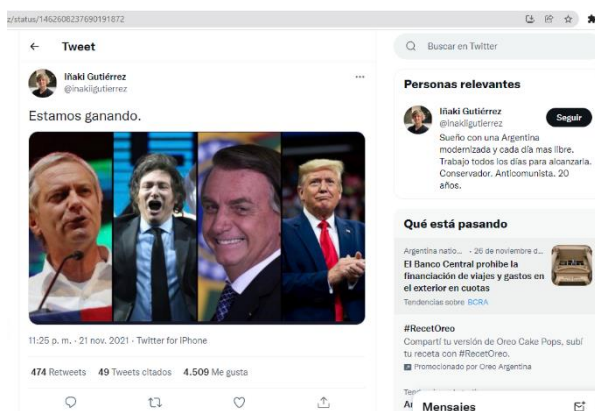 z/status/1462608237690191872
Tweet
Iñaki Gutiérrez
@inakiigutierrez
Estamos ganando.
11:25 p. m. · 21 nov. 2021 · Twitter for iPhone
474 Retweets 49 Tweets citados 4.509 Me gusta
Buscar en Twitter
Personas relevantes
Iñaki Gutiérrez
@inakiigutierrez
Seguir
Sueño con una Argentina
modernizada y cada día mas libre.
Trabajo todos los días para alcanzarla.
Conservador. Anticomunista. 20
años.
Qué está pasando
Argentina natio... · 26 de noviembre d...
El Banco Central prohibe la
financiación de viajes y gastos en
el exterior en cuotas
Tendencias sobre BCRA
#RecetOreo
Compartí tu versión de Oreo Cake Pops, subí
tu receta con #RecetOreo.
Promocionado por Oreo Argentina
Mensajes